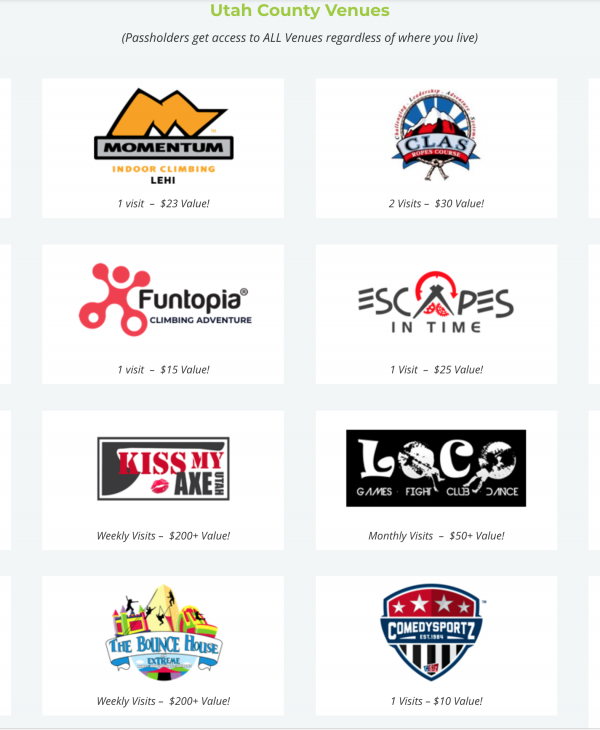 Utah County Venues
(Passholders get access to ALL Venues regardless of where you live)
MOMENTUM
INDOOR CLIMBING
LEHI
1 visit – $23 Value!
Challenging Leadership Adventure Systems
CLAS
ROPES COURSE
2 Visits – $30 Value!
Funtopia®
CLIMBING ADVENTURE
1 visit – $15 Value!
ESCAPES
IN TIME
1 Visit – $25 Value!
KISS MY
AXE
UTAH
Weekly Visits – $200+ Value!
LOCO
GAMES FIGHT CLUB DANCE
Monthly Visits – $50+ Value!
THE BOUNCE HOUSE
EXTREME
Weekly Visits – $200+ Value!
COMEDYSPORTZ
EST.1984
1 Visits – $10 Value!